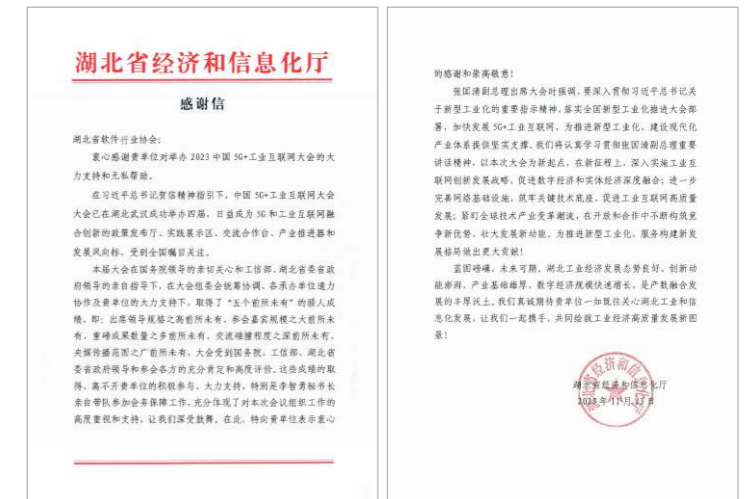 湖北省经济和信息化厅
感谢信
湖北省软件行业协会:
衷心感谢贵单位对举办 2023 中国 5G+工业互联网大会的大
力支持和无私帮助。
在习近平总书记贺信精神指引下，中国 5G+工业互联网大会
大会已在湖北武汉成功举办四届，日益成为 5G 和工业互联网融
合创新的政策发布厅、实践展示区、交流合作台、产业推进器和
发展风向标，受到全国瞩目关注。
本届大会在国务院领导的亲切关心和工信部、湖北省委省政
府领导的亲自指导下，在大会组委会统筹协调、各承办单位通力
协作及贵单位的大力支持下，取得了“五个前所未有”的骄人成
绩，即：出席领导规格之高前所未有、参会嘉宾规模之大前所未
有、重磅成果数量之多前所未有、交流碰撞程度之深前所未有、
央媒传播范围之广前所未有，大会受到国务院、工信部、湖北省
委省政府领导和参会各方的充分肯定和高度评价。这些成绩的取
得，离不开贵单位的积极参与、大力支持，特别是李智勇秘书长
亲自带队参加会务保障工作，充分体现了对本次会议组织工作的
高度重视和支持，让我们深受鼓舞。在此，特向贵单位表示衷心
的感谢和崇高敬意！
张国清副总理出席大会时强调，要深入贯彻习近平总书记关
于新型工业化的重要指示精神，落实全国新型工业化推进大会部
署，加快发展 5G+工业互联网，为推进新型工业化、建设现代化
产业体系提供坚实支撑。我们将认真学习贯彻张国清副总理重要
讲话精神，以本次大会为新起点，在新征程上，深入实施工业互
联网创新发展战略，促进数字经济和实体经济深度融合；进一步
完善网络基础设施，筑牢关键技术底座，促进工业互联网高质量
发展；紧盯全球技术产业变革潮流，在开放和合作中不断构筑竞
争新优势、壮大发展新动能，为推进新型工业化，服务构建新发
展格局做出更大贡献！
蓝图磅礴，未来可期。湖北工业经济发展态势良好，创新动
能澎湃，产业基础雄厚，数字经济规模快速增长，是产数融合发
展的丰厚沃土。我们真诚期待贵单位一如既往关心湖北工业和信
息化发展，让我们一起携手，共同绘就工业经济高质量发展新图
景！
湖北省经济和信息化厅
2023 年 11 月 23 日